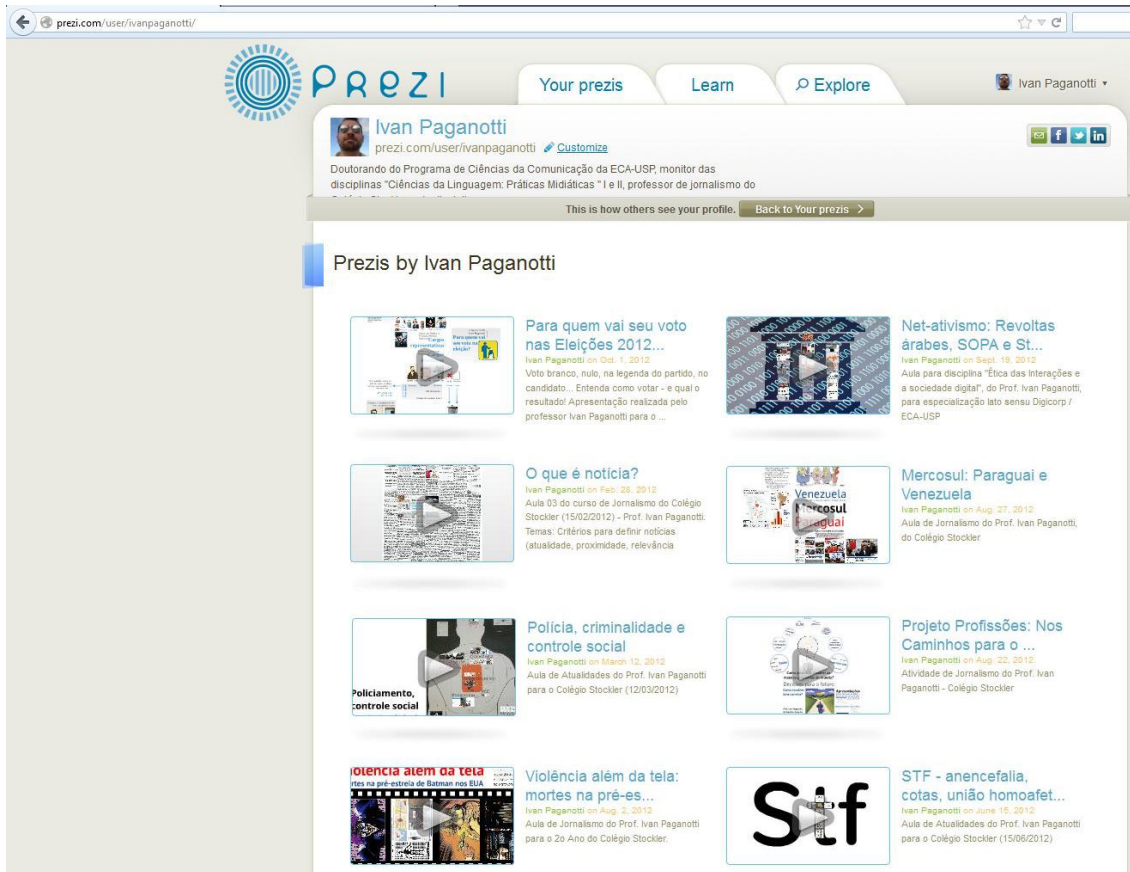 prezi.com/user/ivanpaganotti/
PREZI
Your prezis
Learn
Explore
Ivan Paganotti
Ivan Paganotti
prezi.com/user/ivanpaganotti
Customize
Doutorando do Programa de Ciências da Comunicação da ECA-USP, monitor das
disciplinas "Ciências da Linguagem: Práticas Midiáticas " I e II, professor de jornalismo do
This is how others see your profile.
Back to Your prezis
Prezis by Ivan Paganotti
Para quem vai seu voto
nas Eleições 2012...
Ivan Paganotti on Oct. 1, 2012
Voto branco, nulo, na legenda do partido, no
candidato... Entenda como votar - e qual o
resultado! Apresentação realizada pelo
professor Ivan Paganotti para o ...
Net-ativismo: Revoltas
árabes, SOPA e St...
Ivan Paganotti on Sept. 19, 2012
Aula para disciplina "Ética das Interações e
a sociedade digital", do Prof. Ivan Paganotti,
para especialização lato sensu Digicorp /
ECA-USP
O que é notícia?
Ivan Paganotti on Feb. 28, 2012
Aula 03 do curso de Jornalismo do Colégio
Stockler (15/02/2012) - Prof. Ivan Paganotti.
Temas: Critérios para definir notícias
(atualidade, proximidade, relevância
Venezuela
Mercosul
Paraguai
Mercosul: Paraguai e
Venezuela
Ivan Paganotti on Aug. 27, 2012
Aula de Jornalismo do Prof. Ivan Paganotti,
do Colégio Stockler
Policiamento,
controle social
Polícia, criminalidade e
controle social
Ivan Paganotti on March 12, 2012
Aula de Atualidades do Prof. Ivan Paganotti
para o Colégio Stockler (12/03/2012)
Projeto Profissões: Nos
Caminhos para o ...
Ivan Paganotti on Aug. 22, 2012
Atividade de Jornalismo do Prof. Ivan
Paganotti - Colégio Stockler
além da tela
rtes na pré-estreia de Batman nos EUA
Violência além da tela:
mortes na pré-es...
Ivan Paganotti on Aug. 2, 2012
Aula de Jornalismo do Prof. Ivan Paganotti
para o 2o Ano do Colégio Stockler.
Stf
STF - anencefalia,
cotas, união homoafet...
Ivan Paganotti on June 15, 2012
Aula de Atualidades do Prof. Ivan Paganotti
para o Colégio Stockler (15/06/2012)